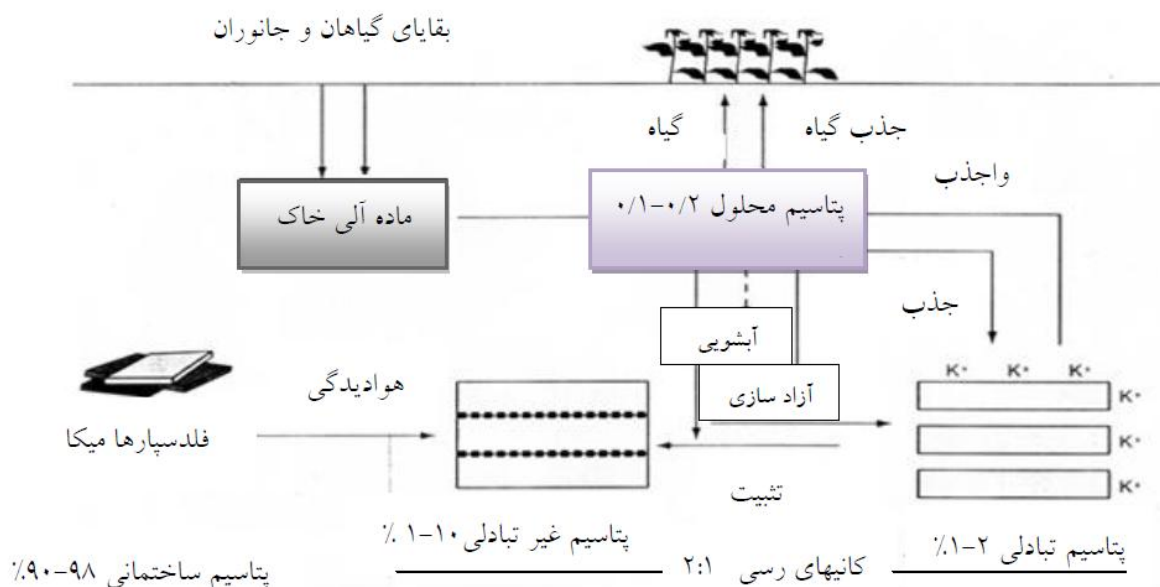 بقایای گیاهان و جانوران
گیاه
جذب گیاه
ماده آلی خاک
پتاسیم محلول ۰/۱-۰/۲
واجذب
جذب
آبشویی
آزاد سازی
هوادیدگی
فلدسپارها میکا
تثبیت
K+ K+ K+
K+
K+
K+
پتاسیم غیر تبادلی ۱۰-۱ ٪
پتاسیم تبادلی ۲-۱٪
کانیهای رسی ۲:۱
پتاسیم ساختمانی ۹۸-۹۰٪